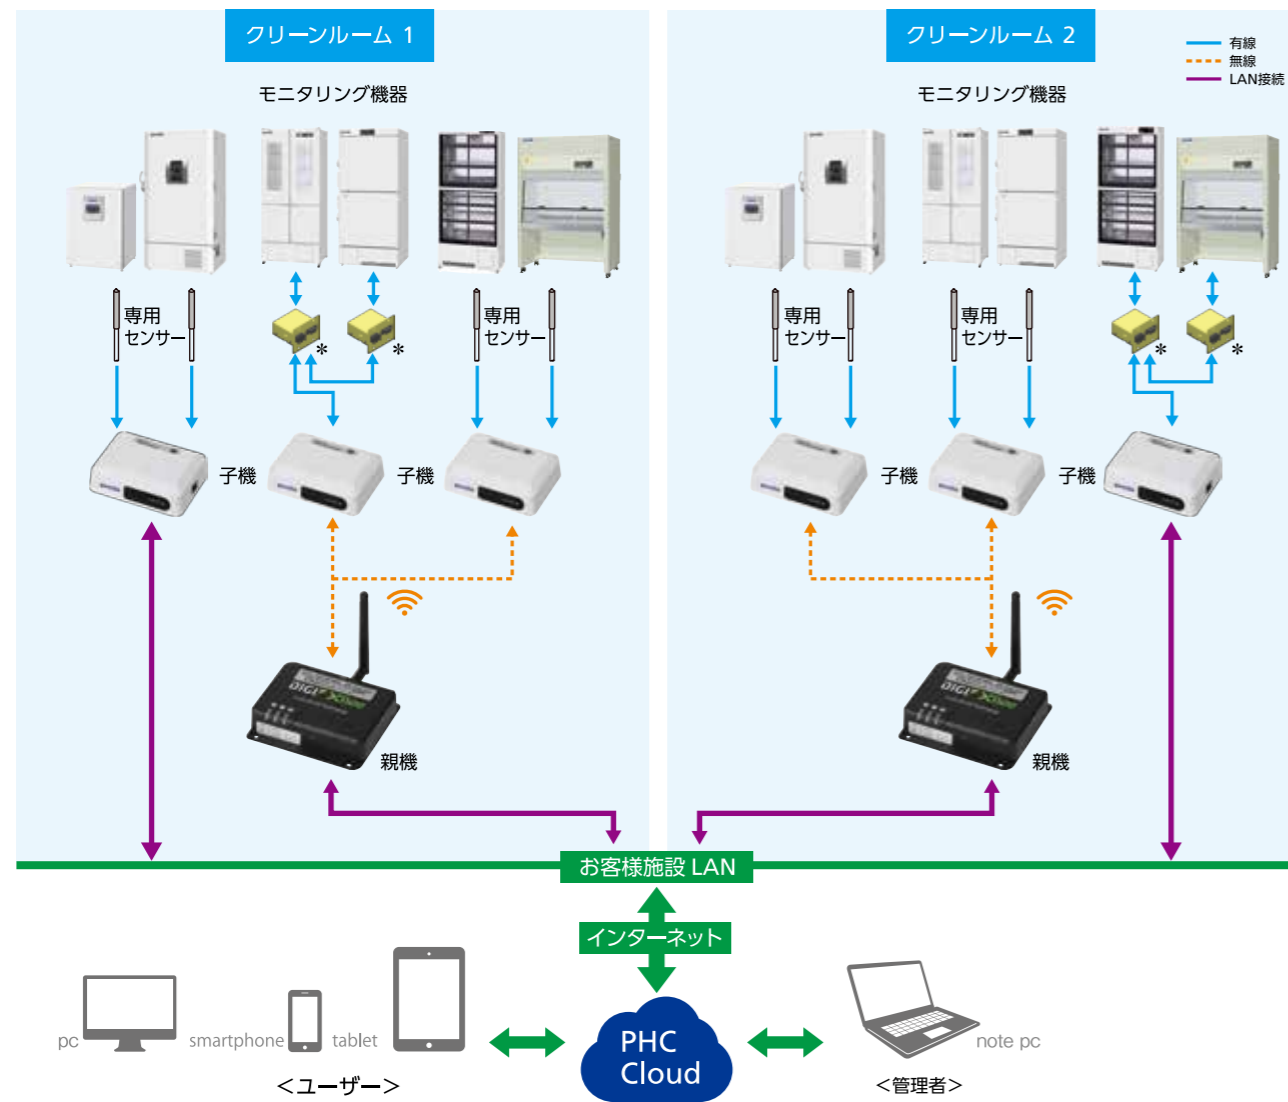 クリーンルーム 1
モニタリング機器
専用
センサー
*
*
専用
センサー
子機
子機
親機
クリーンルーム 2
有線
無線
LAN接続
モニタリング機器
専用
センサー
専用
センサー
*
*
子機
子機
親機
お客様施設 LAN
インターネット
PHC
Cloud
pc
smartphone
tablet
<ユーザー>
note pc
<管理者>